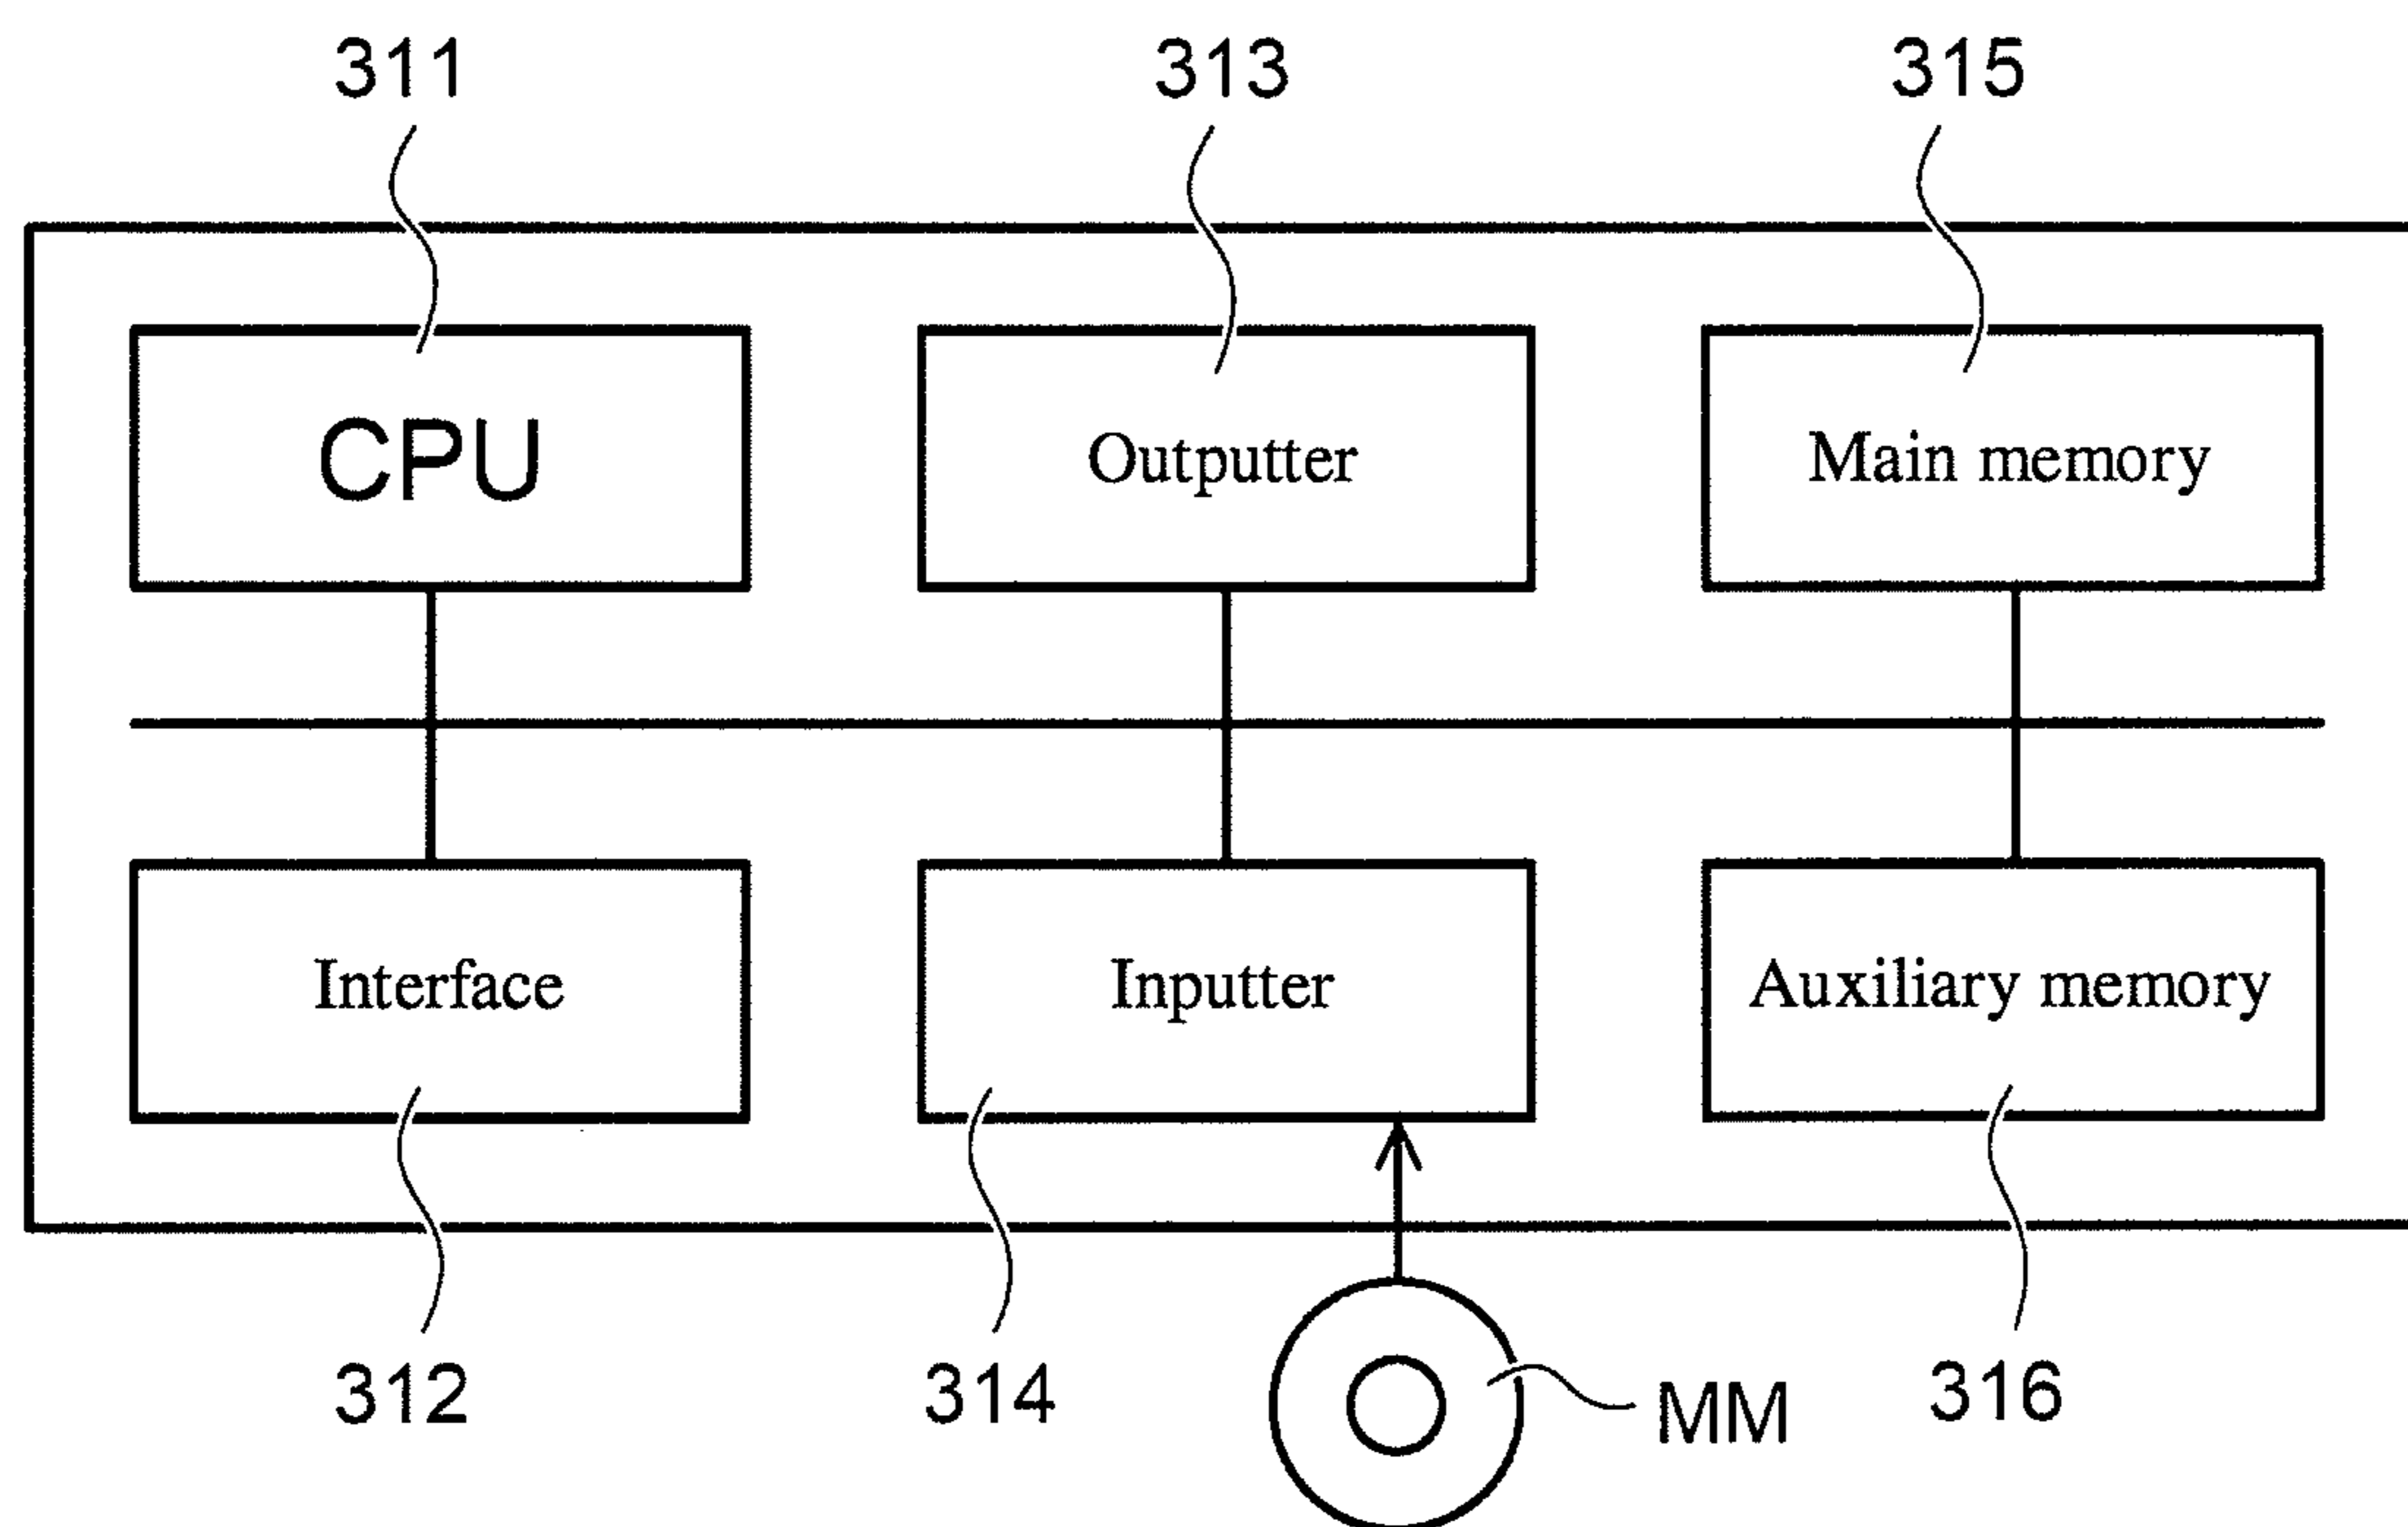 311 313 315
CPU Outputter Main memory
Interface Inputter Auxiliary memory
312 314 MM 316